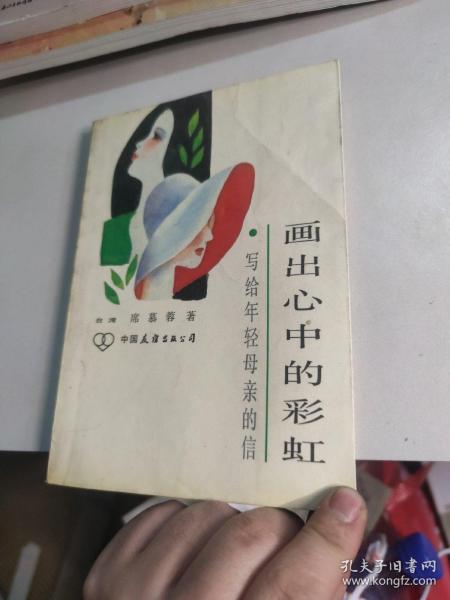 画出心中的彩虹
·写给年轻母亲的信
台湾 席慕蓉 著
中国友谊出版公司
孔夫子旧书网
www.kongfz.com